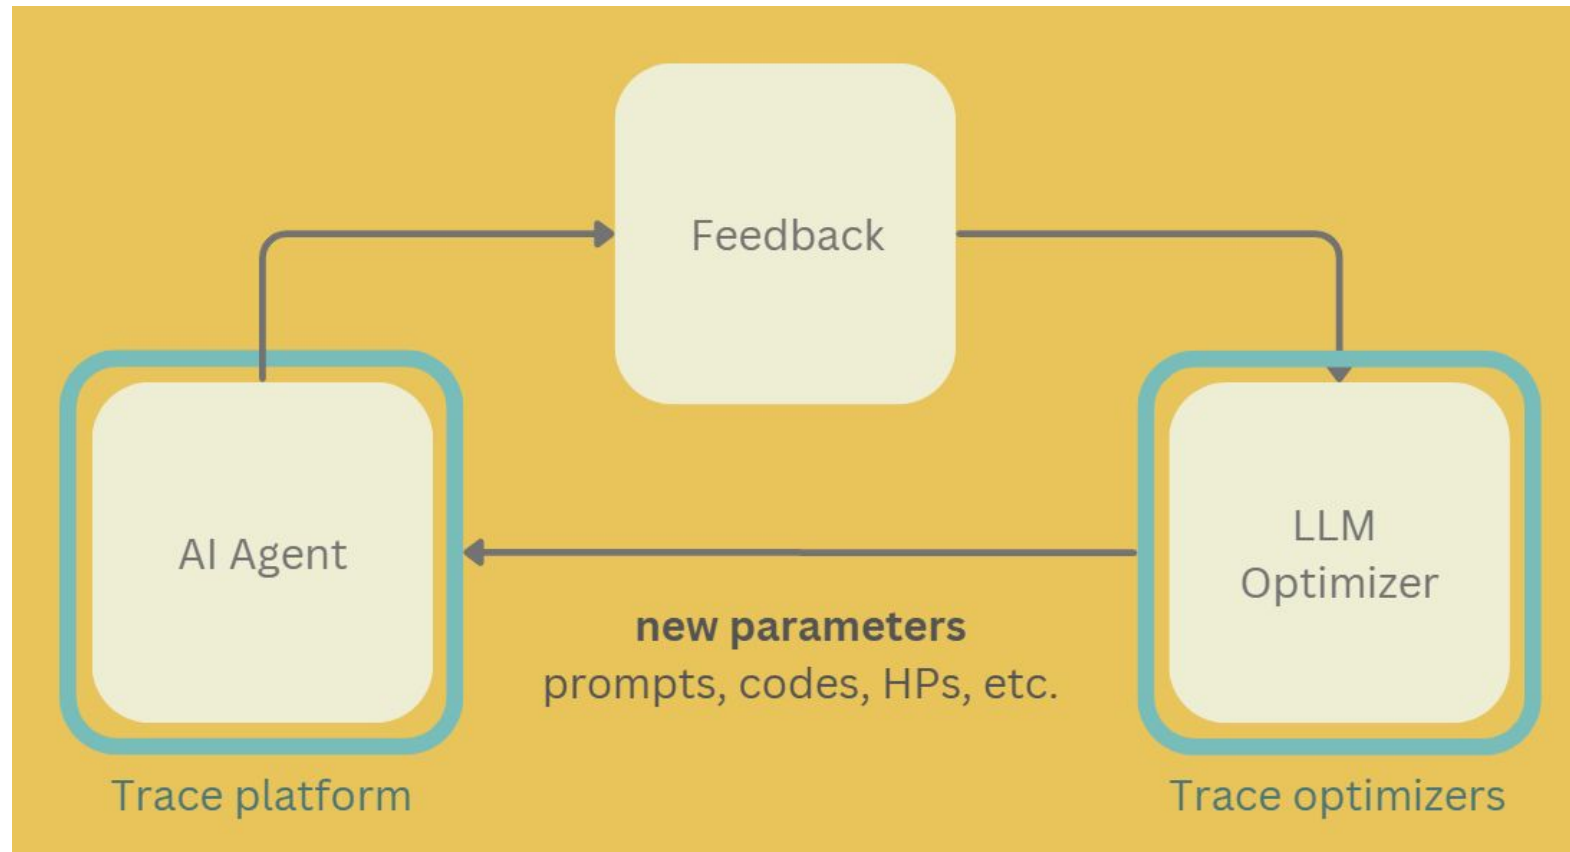 Feedback
AI Agent
LLM
Optimizer
new parameters
prompts, codes, HPs, etc.
Trace platform
Trace optimizers